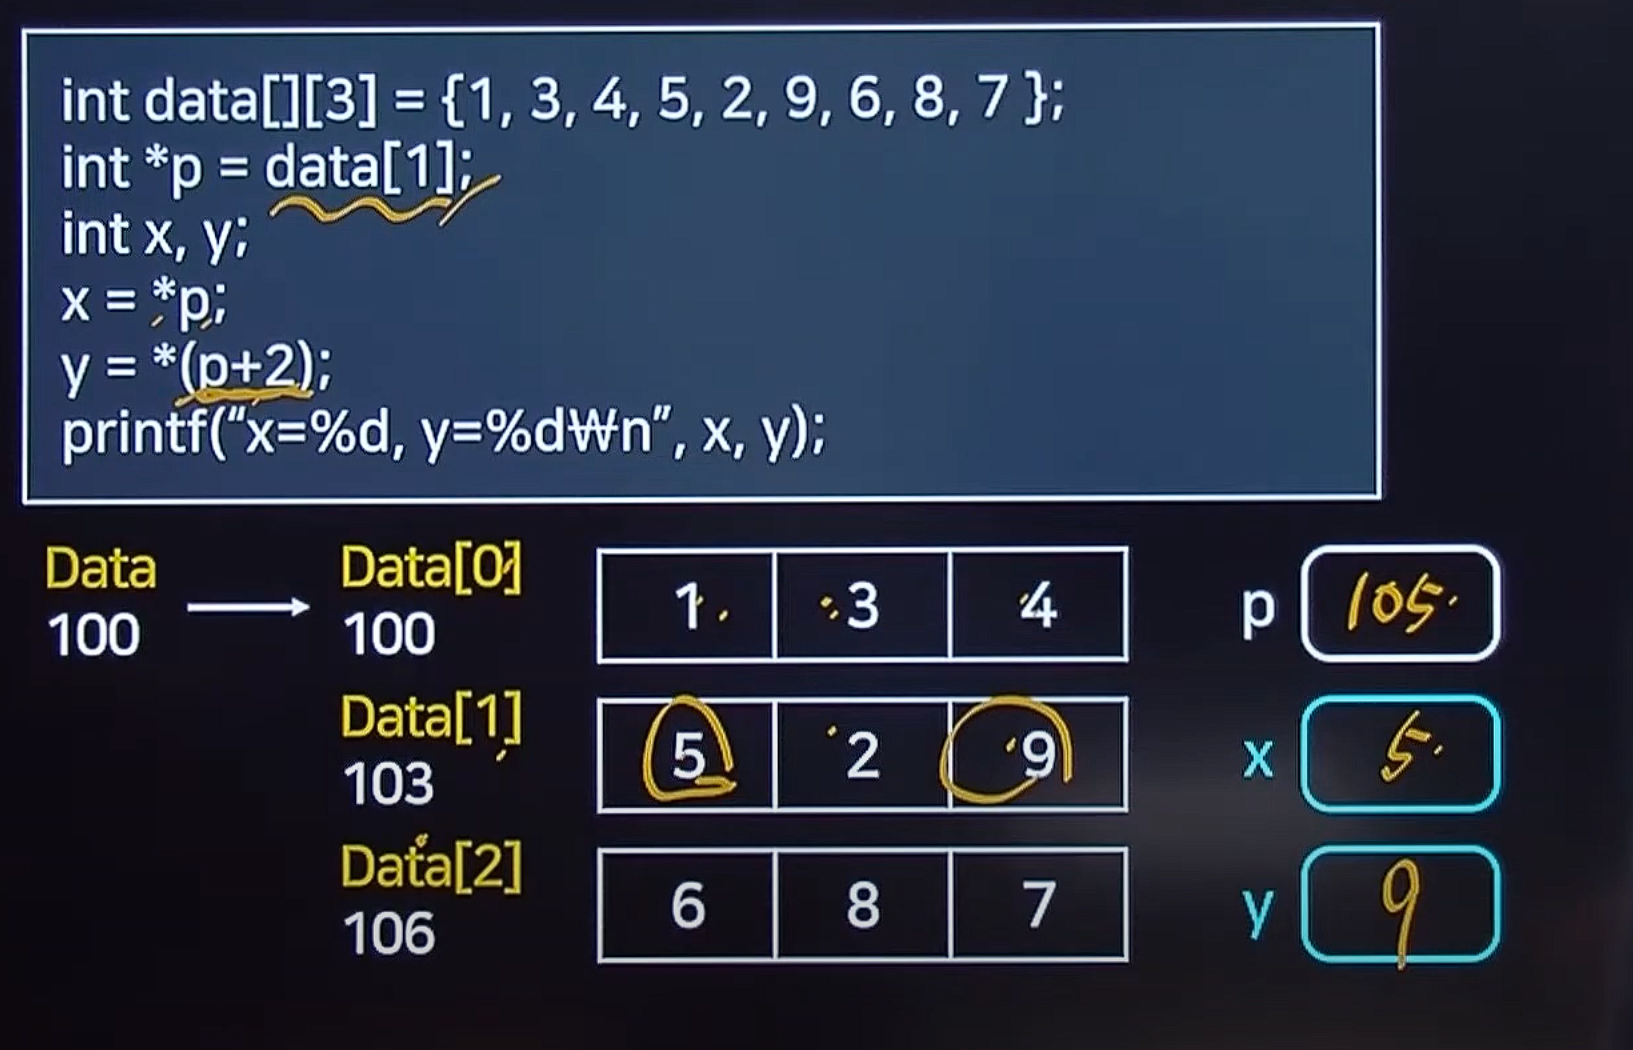 int data[][3] = {1, 3, 4, 5, 2, 9, 6, 8, 7 };
int *p = data[1];
int x, y;
x = *p;
y = *(p+2);
printf(“x=%d, y=%d₩n”, x, y);
Data
100
Data[0]
100
1 3 4
p 105
Data[1]
103
5 2 9
x 5
Data[2]
106
6 8 7
y 9